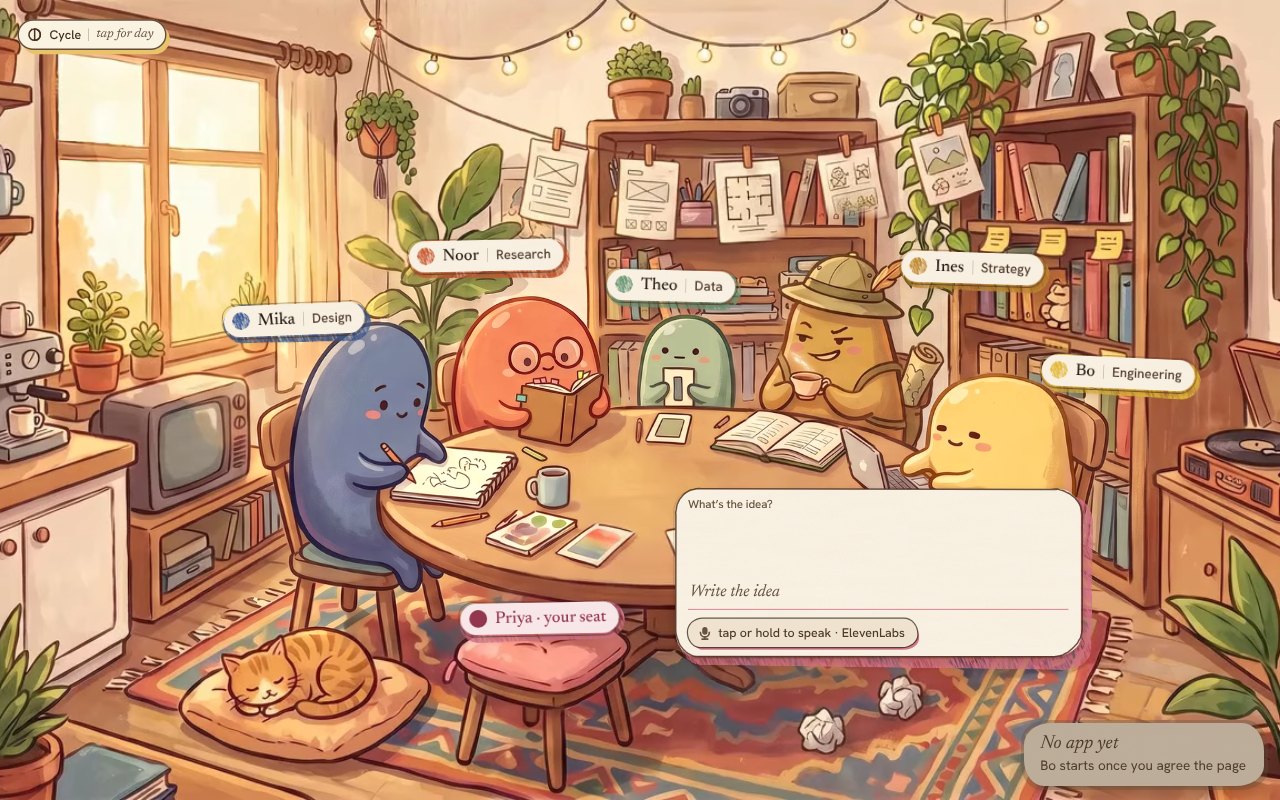 Cycle tap for day
Noor Research
Ines Strategy
Theo Data
Mika Design
Bo Engineering
What's the idea?
Write the idea
Priya · your seat
tap or hold to speak · ElevenLabs
No app yet
Bo starts once you agree the page